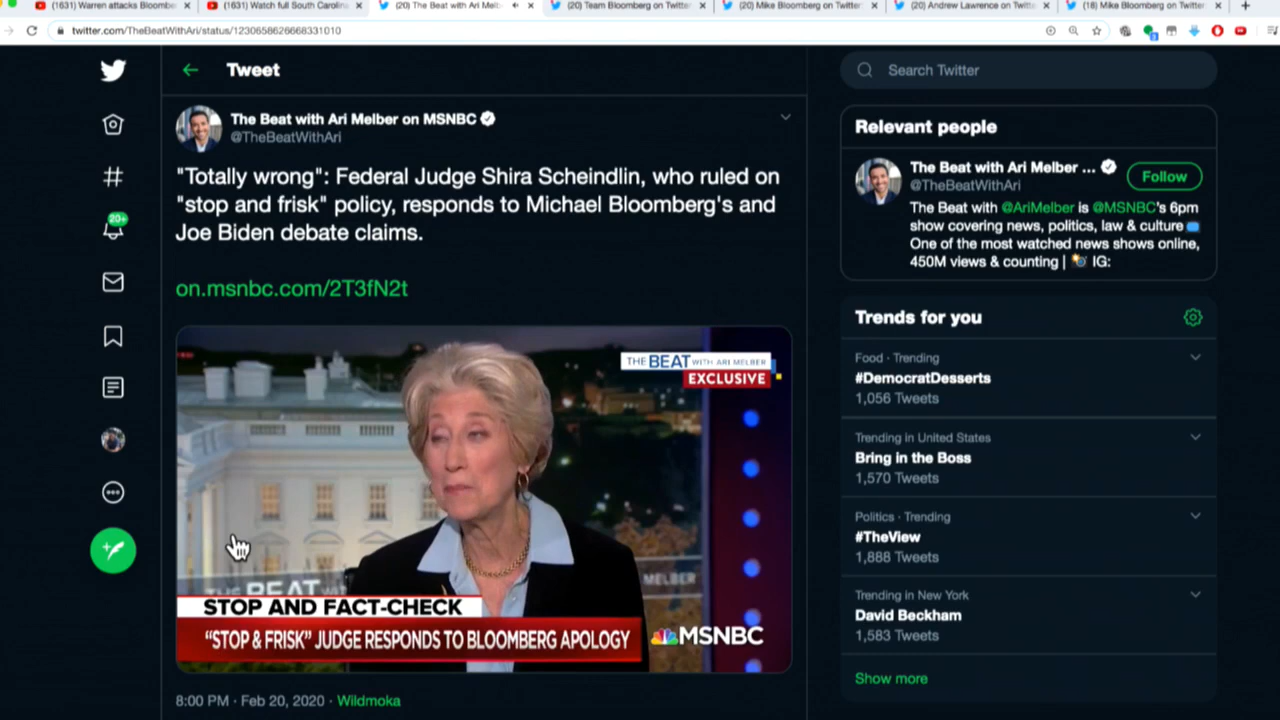 (1631) Warren attacks Bloombe
(1631) Watch full South Carolina
(20) The Beat with Ari Melb
(20) Team Bloomberg on Twitte
(20) Mike Bloomberg on Twitter
(20) Andrew Lawrence on Twitt
(18) Mike Bloomberg on Twitter
twitter.com/TheBeatWithAri/status/1230658626668331010
Tweet
Search Twitter
The Beat with Ari Melber on MSNBC
@TheBeatWithAri
"Totally wrong": Federal Judge Shira Scheindlin, who ruled on
"stop and frisk" policy, responds to Michael Bloomberg's and
Joe Biden debate claims.
on.msnbc.com/2T3fN2t
THE BEAT WITH ARI MELBER
EXCLUSIVE
THE BEAT WIT
MELBER
STOP AND FACT-CHECK
"STOP & FRISK" JUDGE RESPONDS TO BLOOMBERG APOLOGY
MSNBC
8:00 PM · Feb 20, 2020 · Wildmoka
20+
Relevant people
The Beat with Ari Melber ...
@TheBeatWithAri
Follow
The Beat with @AriMelber is @MSNBC's 6pm
show covering news, politics, law & culture
One of the most watched news shows online,
450M views & counting | IG:
Trends for you
Food · Trending
#DemocratDesserts
1,056 Tweets
Trending in United States
Bring in the Boss
1,570 Tweets
Politics · Trending
#TheView
1,888 Tweets
Trending in New York
David Beckham
1,583 Tweets
Show more